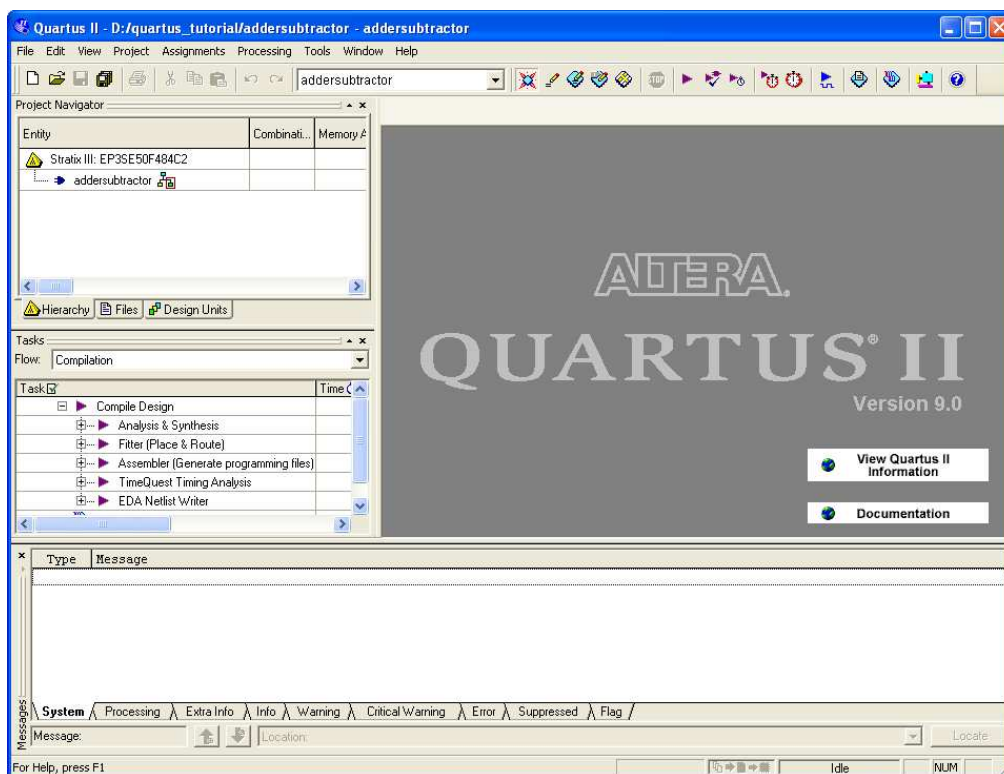 Quartus II - D:/quartus_tutorial/addersubtractor - addersubtractor
File Edit View Project Assignments Processing Tools Window Help
addersubtractor
Project Navigator
Entity Combinati... Memory A
Stratix III: EP3SE50F484C2
addersubtractor
Hierarchy Files Design Units
Tasks
Flow: Compilation
Task Time (
Compile Design
Analysis & Synthesis
Fitter (Place & Route)
Assembler (Generate programming files)
TimeQuest Timing Analysis
EDA Netlist Writer
ALTERA.
QUARTUS® II
Version 9.0
View Quartus II
Information
Documentation
Type Message
System Processing Extra Info Info Warning Critical Warning Error Suppressed Flag
Messages
Message: Location: Locate
For Help, press F1 Idle NUM